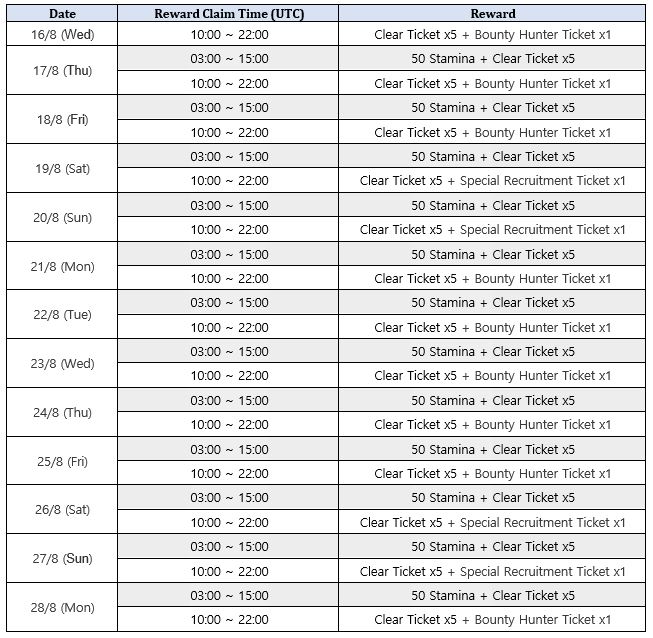 Date Reward Claim Time (UTC) Reward
16/8 (Wed) 10:00 ~ 22:00 Clear Ticket x5 + Bounty Hunter Ticket x1
17/8 (Thu) 03:00 ~ 15:00 50 Stamina + Clear Ticket x5
10:00 ~ 22:00 Clear Ticket x5 + Bounty Hunter Ticket x1
18/8 (Fri) 03:00 ~ 15:00 50 Stamina + Clear Ticket x5
10:00 ~ 22:00 Clear Ticket x5 + Bounty Hunter Ticket x1
19/8 (Sat) 03:00 ~ 15:00 50 Stamina + Clear Ticket x5
10:00 ~ 22:00 Clear Ticket x5 + Special Recruitment Ticket x1
20/8 (Sun) 03:00 ~ 15:00 50 Stamina + Clear Ticket x5
10:00 ~ 22:00 Clear Ticket x5 + Special Recruitment Ticket x1
21/8 (Mon) 03:00 ~ 15:00 50 Stamina + Clear Ticket x5
10:00 ~ 22:00 Clear Ticket x5 + Bounty Hunter Ticket x1
22/8 (Tue) 03:00 ~ 15:00 50 Stamina + Clear Ticket x5
10:00 ~ 22:00 Clear Ticket x5 + Bounty Hunter Ticket x1
23/8 (Wed) 03:00 ~ 15:00 50 Stamina + Clear Ticket x5
10:00 ~ 22:00 Clear Ticket x5 + Bounty Hunter Ticket x1
24/8 (Thu) 03:00 ~ 15:00 50 Stamina + Clear Ticket x5
10:00 ~ 22:00 Clear Ticket x5 + Bounty Hunter Ticket x1
25/8 (Fri) 03:00 ~ 15:00 50 Stamina + Clear Ticket x5
10:00 ~ 22:00 Clear Ticket x5 + Bounty Hunter Ticket x1
26/8 (Sat) 03:00 ~ 15:00 50 Stamina + Clear Ticket x5
10:00 ~ 22:00 Clear Ticket x5 + Special Recruitment Ticket x1
27/8 (Sun) 03:00 ~ 15:00 50 Stamina + Clear Ticket x5
10:00 ~ 22:00 Clear Ticket x5 + Special Recruitment Ticket x1
28/8 (Mon) 03:00 ~ 15:00 50 Stamina + Clear Ticket x5
10:00 ~ 22:00 Clear Ticket x5 + Bounty Hunter Ticket x1